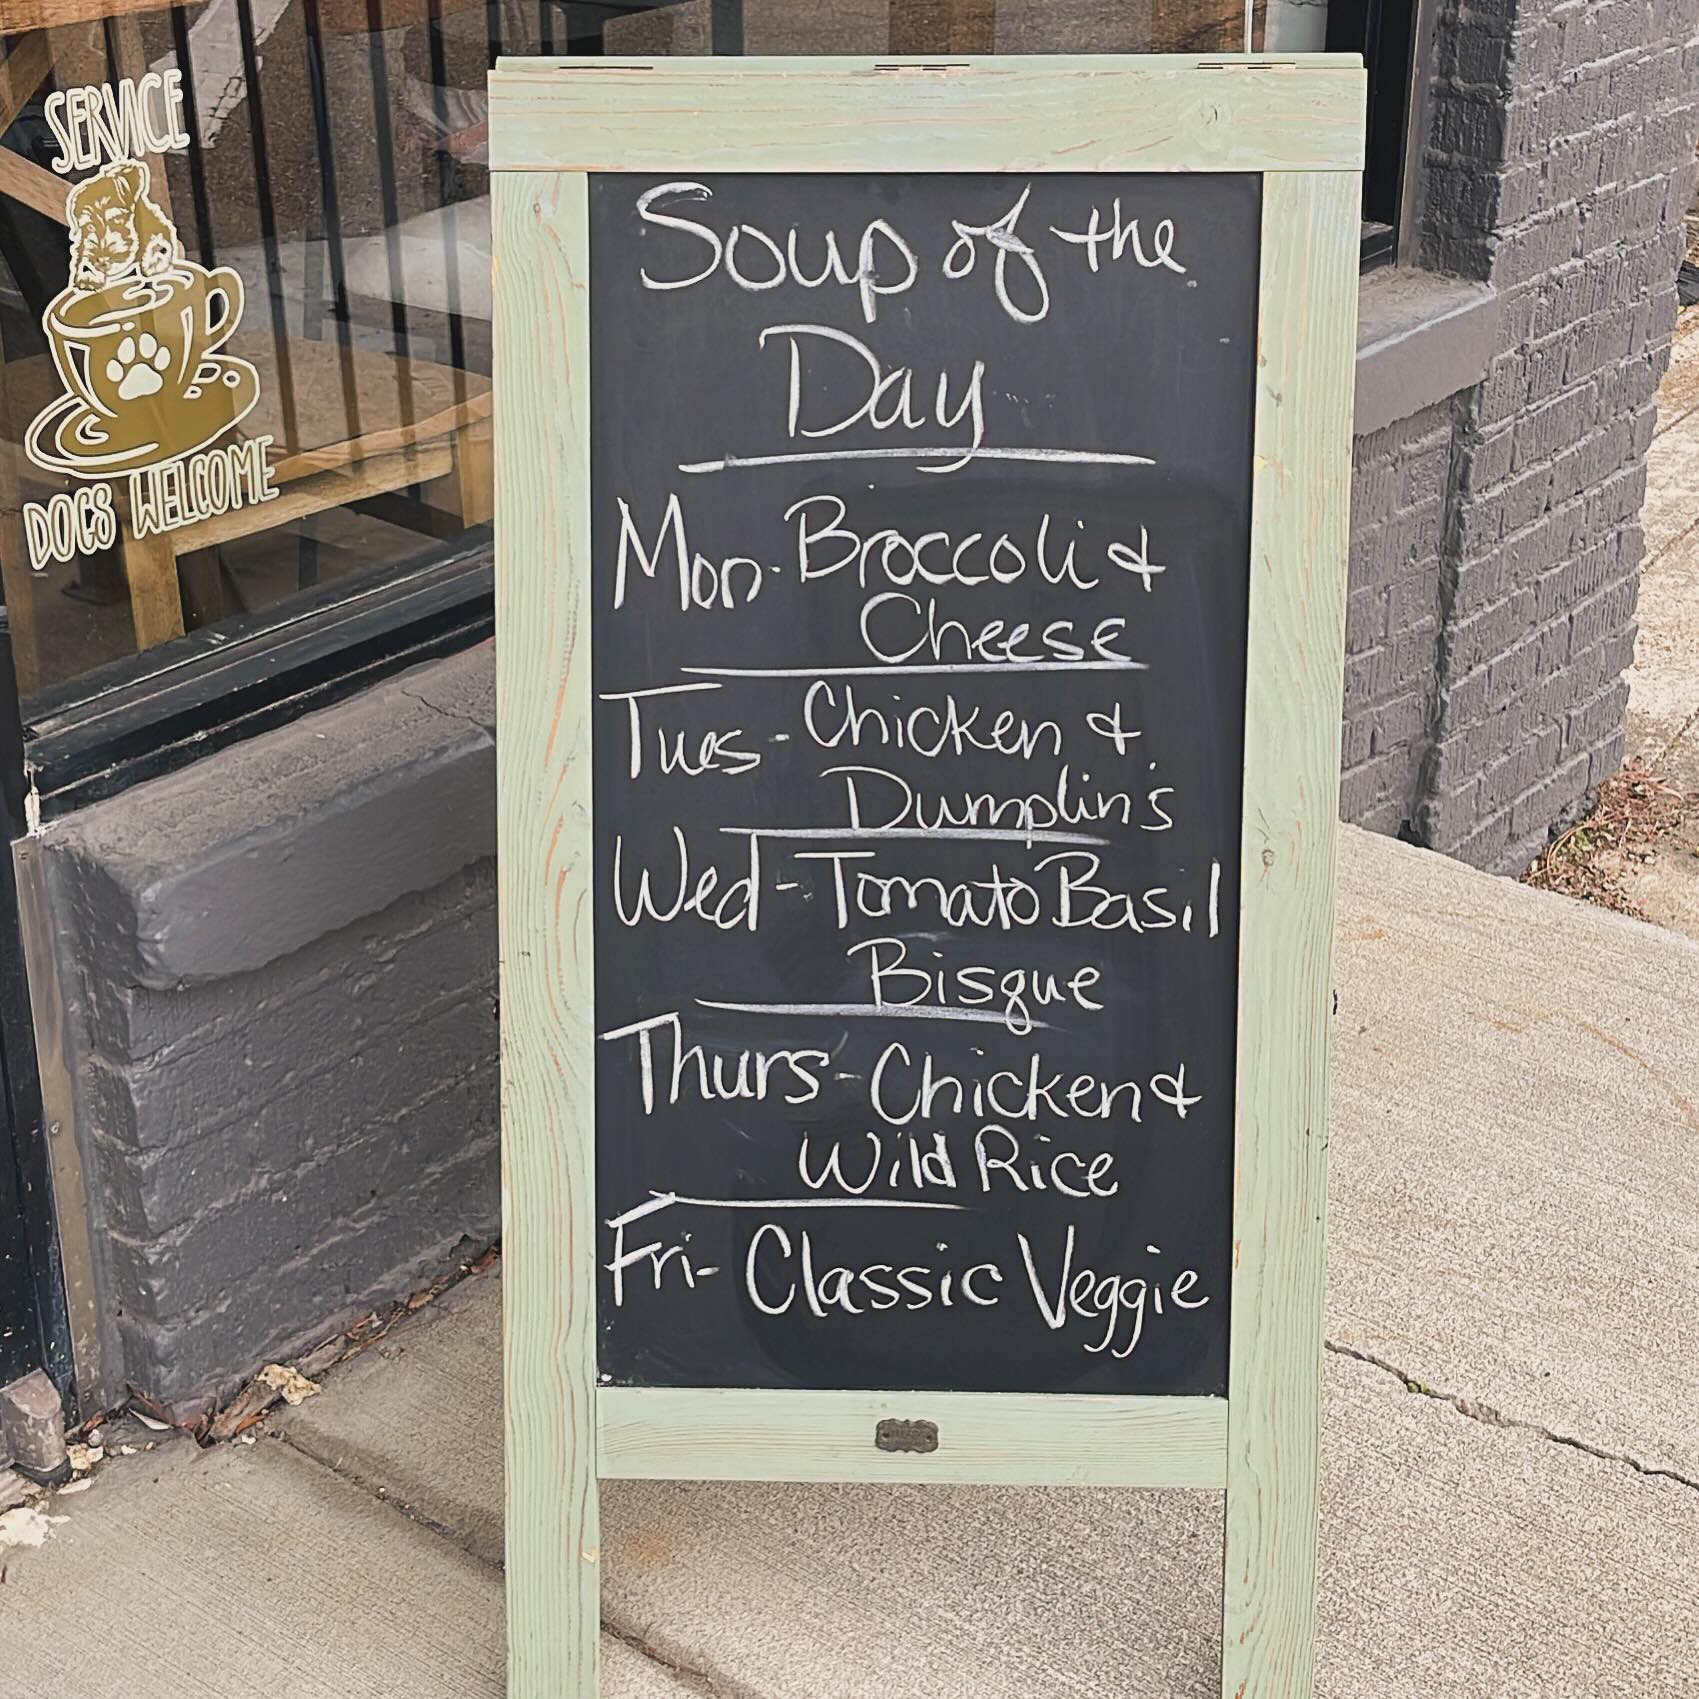 SERVICE
DOGS WELCOME
Soup of the
Day
Mon. Broccoli &
Cheese
Tues - Chicken &
Dumplin's
Wed - Tomato Basil
Bisque
Thurs - Chicken &
Wild Rice
Fri - Classic Veggie